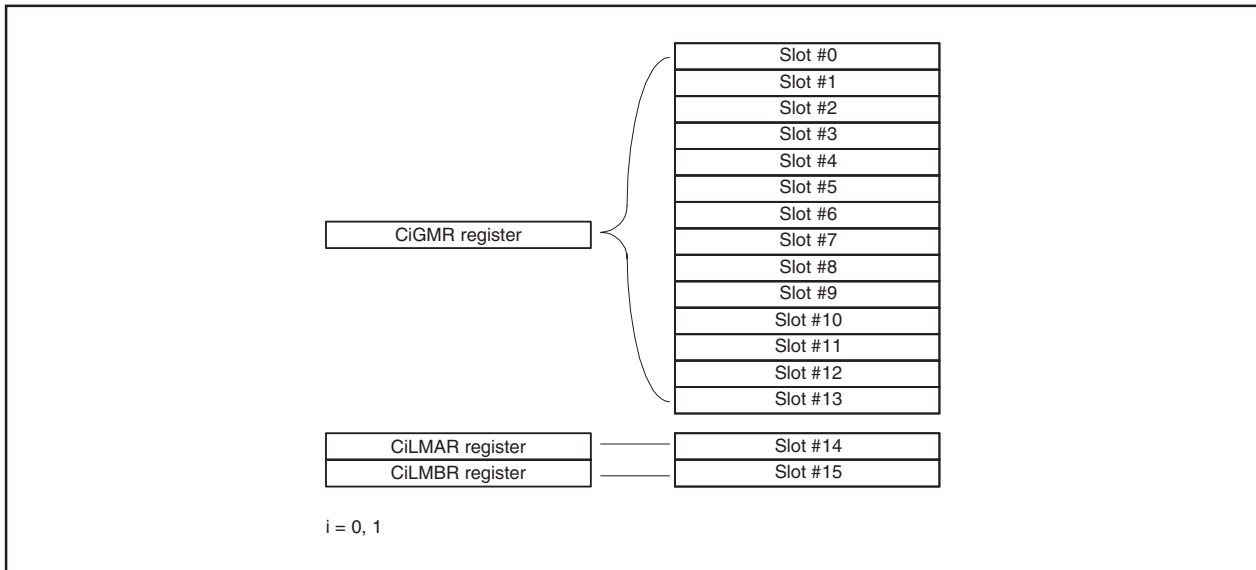 Slot #0
Slot #1
Slot #2
Slot #3
Slot #4
Slot #5
Slot #6
CiGMR register
Slot #7
Slot #8
Slot #9
Slot #10
Slot #11
Slot #12
Slot #13
CiLMAR register
Slot #14
CiLMBR register
Slot #15
i = 0, 1